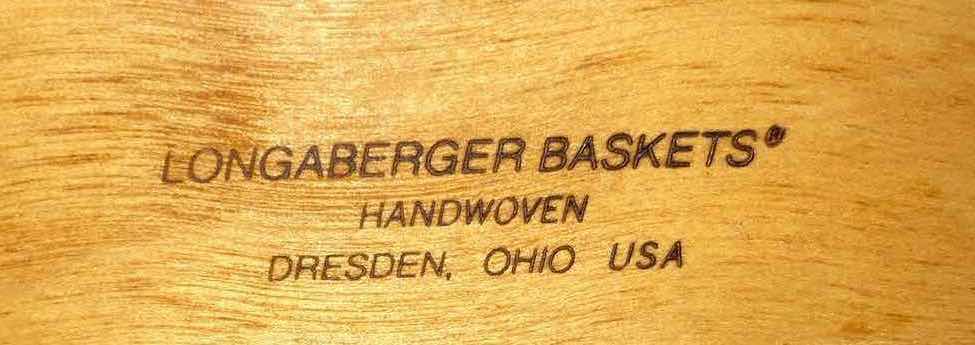 LONGABERGER BASKETS®
HANDWOVEN
DRESDEN, OHIO USA